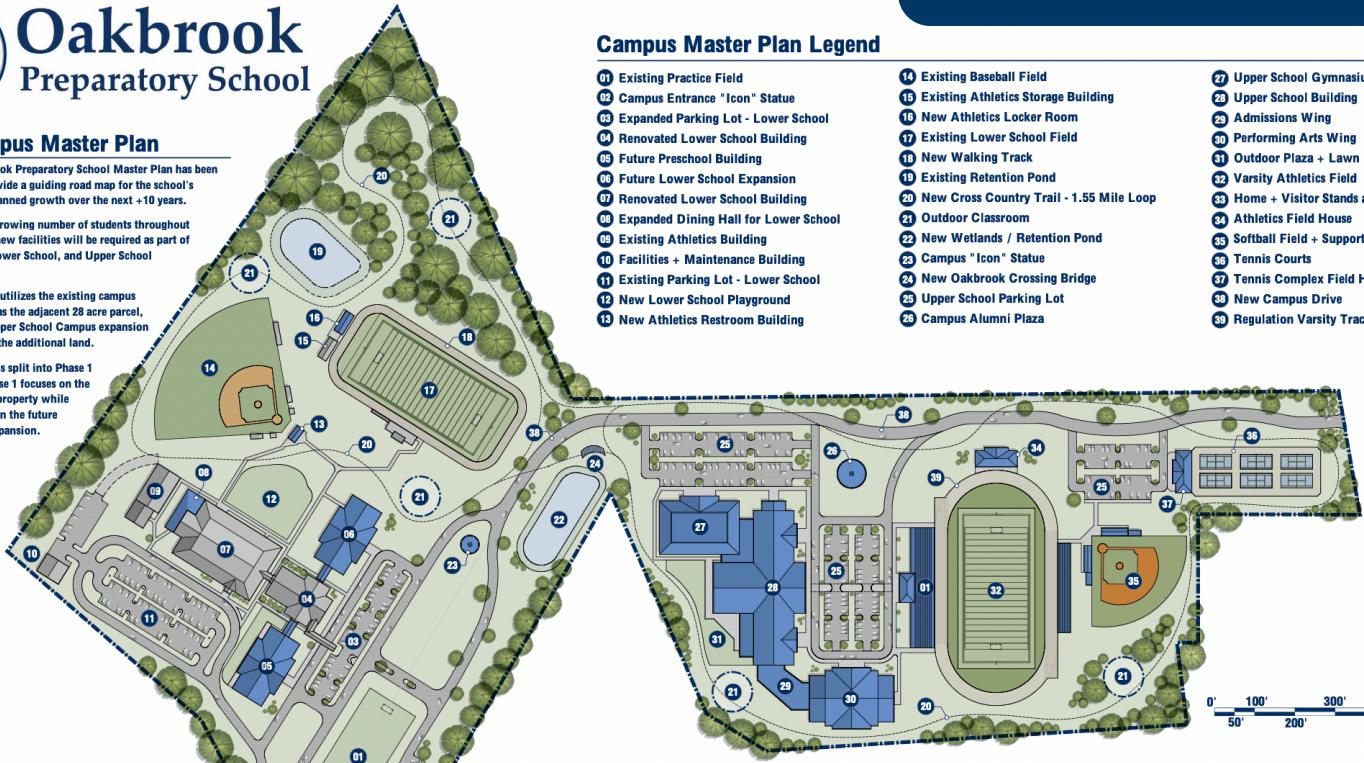 Oakbrook
Preparatory School
pus Master Plan
ok Preparatory School Master Plan has been
vide a guiding road map for the school's
anned growth over the next +10 years.
rowing number of students throughout
new facilities will be required as part of
ower School, and Upper School
utilizes the existing campus
as the adjacent 28 acre parcel,
pper School Campus expansion
the additional land.
s split into Phase 1
se 1 focuses on the
property while
n the future
pansion.
Campus Master Plan Legend
01 Existing Practice Field
02 Campus Entrance "Icon" Statue
03 Expanded Parking Lot - Lower School
04 Renovated Lower School Building
05 Future Preschool Building
06 Future Lower School Expansion
07 Renovated Lower School Building
08 Expanded Dining Hall for Lower School
09 Existing Athletics Building
10 Facilities + Maintenance Building
11 Existing Parking Lot - Lower School
12 New Lower School Playground
13 New Athletics Restroom Building
14 Existing Baseball Field
15 Existing Athletics Storage Building
16 New Athletics Locker Room
17 Existing Lower School Field
18 New Walking Track
19 Existing Retention Pond
20 New Cross Country Trail - 1.55 Mile Loop
21 Outdoor Classroom
22 New Wetlands / Retention Pond
23 Campus "Icon" Statue
24 New Oakbrook Crossing Bridge
25 Upper School Parking Lot
26 Campus Alumni Plaza
27 Upper School Gymnasiu
28 Upper School Building
29 Admissions Wing
30 Performing Arts Wing
31 Outdoor Plaza + Lawn
32 Varsity Athletics Field
33 Home + Visitor Stands a
34 Athletics Field House
35 Softball Field + Support
36 Tennis Courts
37 Tennis Complex Field H
38 New Campus Drive
39 Regulation Varsity Trac
20
21
19
21
16
15
18
14
17
13
20
38
08
09
12
21
24
22
06
07
23
10
04
11
03
05
01
38
25
26
34
36
39
25
37
27
25
28
01
32
35
31
21
29
30
20
21
0' 100' 300'
50' 200'